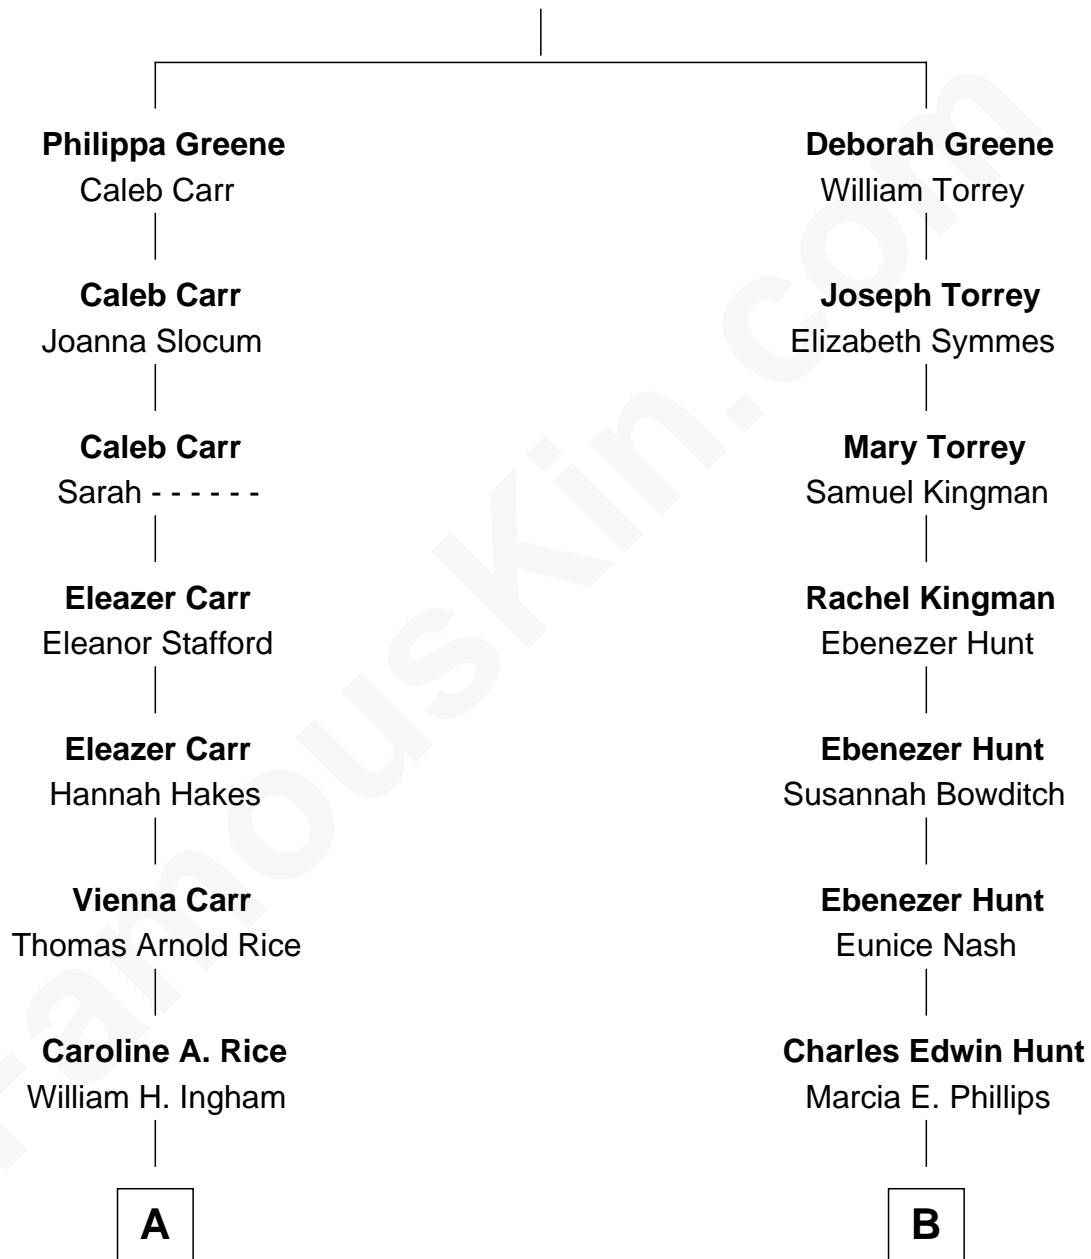 Philippa Greene
Caleb Carr
Deborah Greene
William Torrey
Caleb Carr
Joanna Slocum
Joseph Torrey
Elizabeth Symmes
Caleb Carr
Sarah - - - - - -
Mary Torrey
Samuel Kingman
Eleazer Carr
Eleanor Stafford
Rachel Kingman
Ebenezer Hunt
Eleazer Carr
Hannah Hakes
Ebenezer Hunt
Susannah Bowditch
Vienna Carr
Thomas Arnold Rice
Ebenezer Hunt
Eunice Nash
Caroline A. Rice
William H. Ingham
Charles Edwin Hunt
Marcia E. Phillips
A
B
FamousKin.com